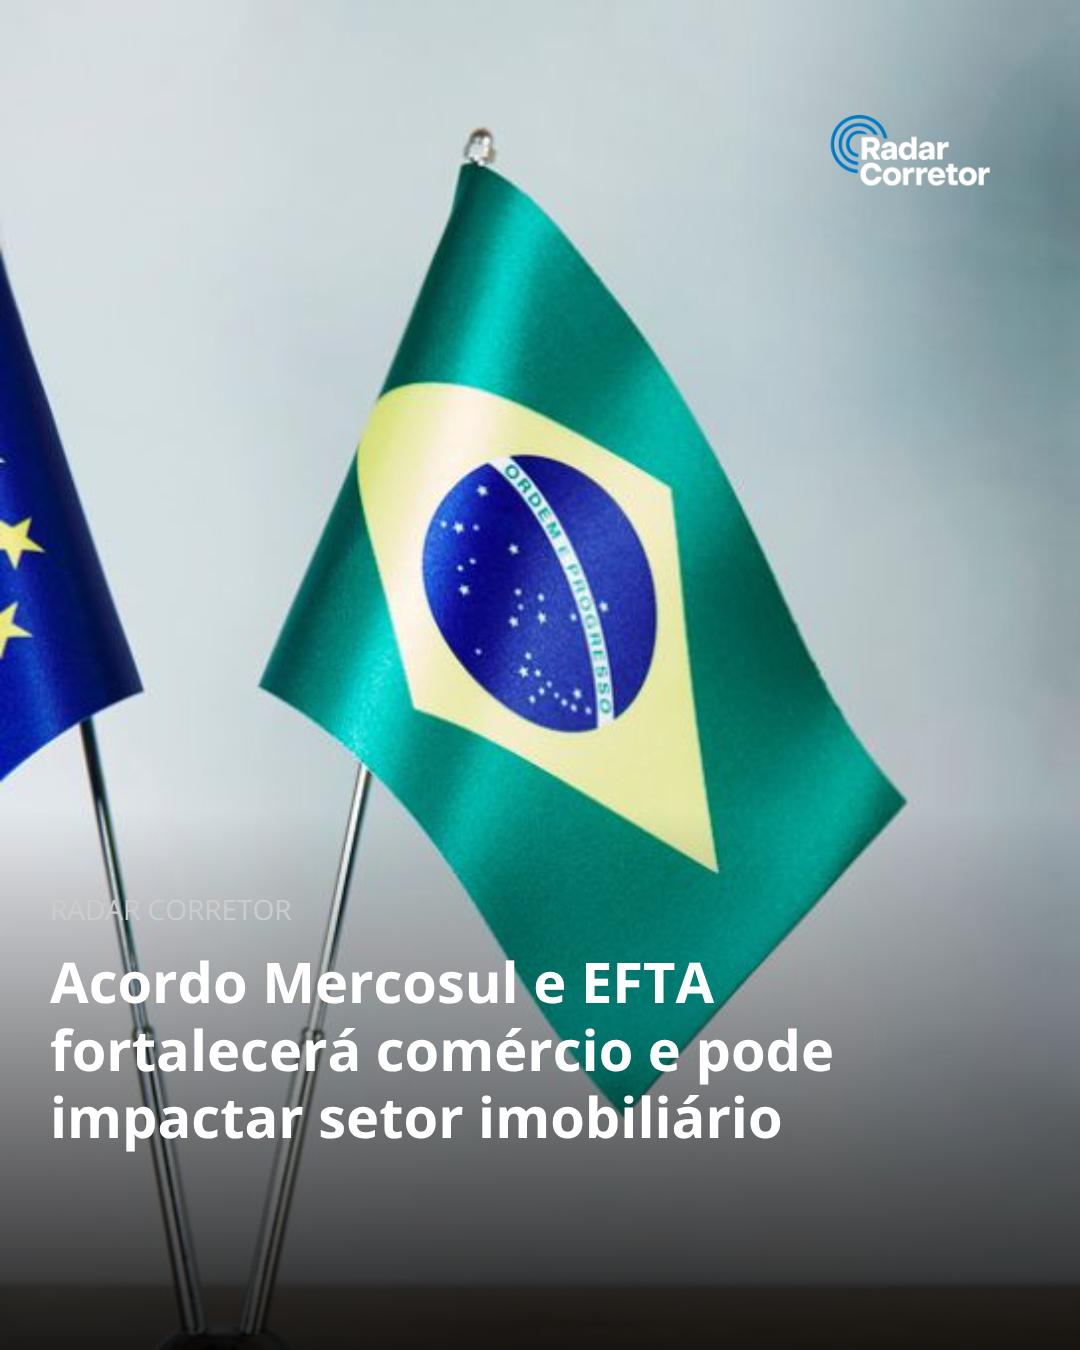 Radar
Corretor
ORDEM E PROGRESSO
RADAR CORRETOR
Acordo Mercosul e EFTA
fortalecerá comércio e pode
impactar setor imobiliário